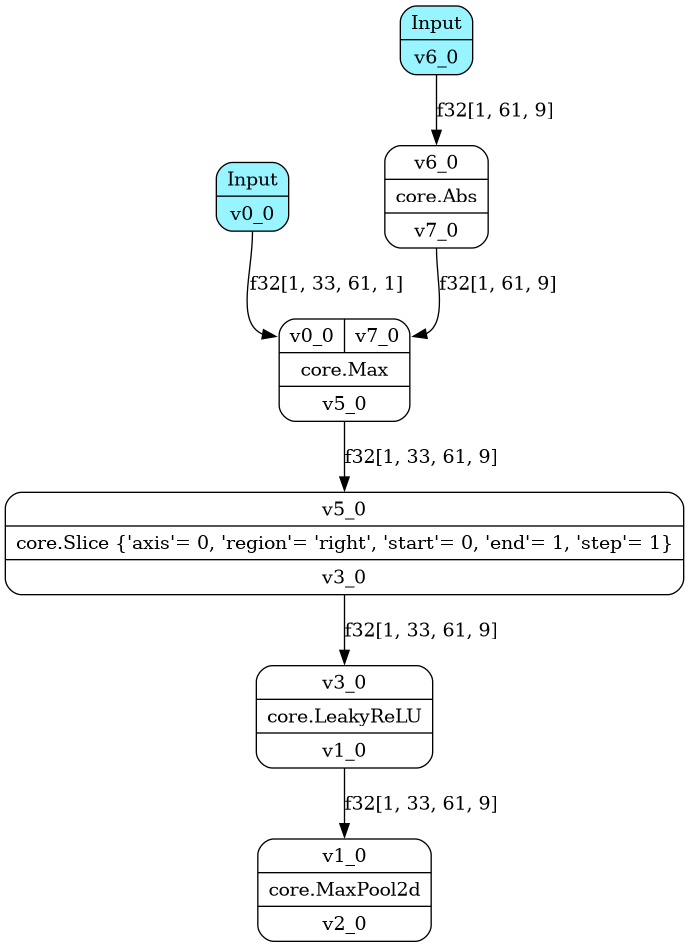 Input
v6_0
f32[1, 61, 9]
v6_0
core.Abs
v7_0
Input
v0_0
f32[1, 33, 61, 1]
f32[1, 61, 9]
v0_0 v7_0
core.Max
v5_0
f32[1, 33, 61, 9]
v5_0
core.Slice {'axis'= 0, 'region'= 'right', 'start'= 0, 'end'= 1, 'step'= 1}
v3_0
f32[1, 33, 61, 9]
v3_0
core.LeakyReLU
v1_0
f32[1, 33, 61, 9]
v1_0
core.MaxPool2d
v2_0